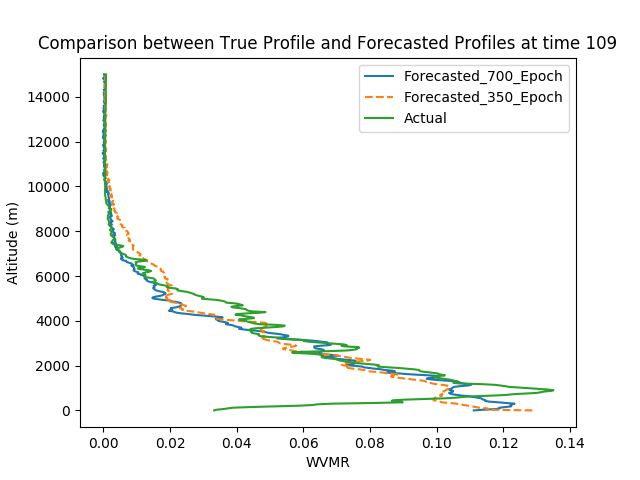 Comparison between True Profile and Forecasted Profiles at time 109
Forecasted_700_Epoch
Forecasted_350_Epoch
Actual
Altitude (m)
14000
12000
10000
8000
6000
4000
2000
0
0.00 0.02 0.04 0.06 0.08 0.10 0.12 0.14
WVMR